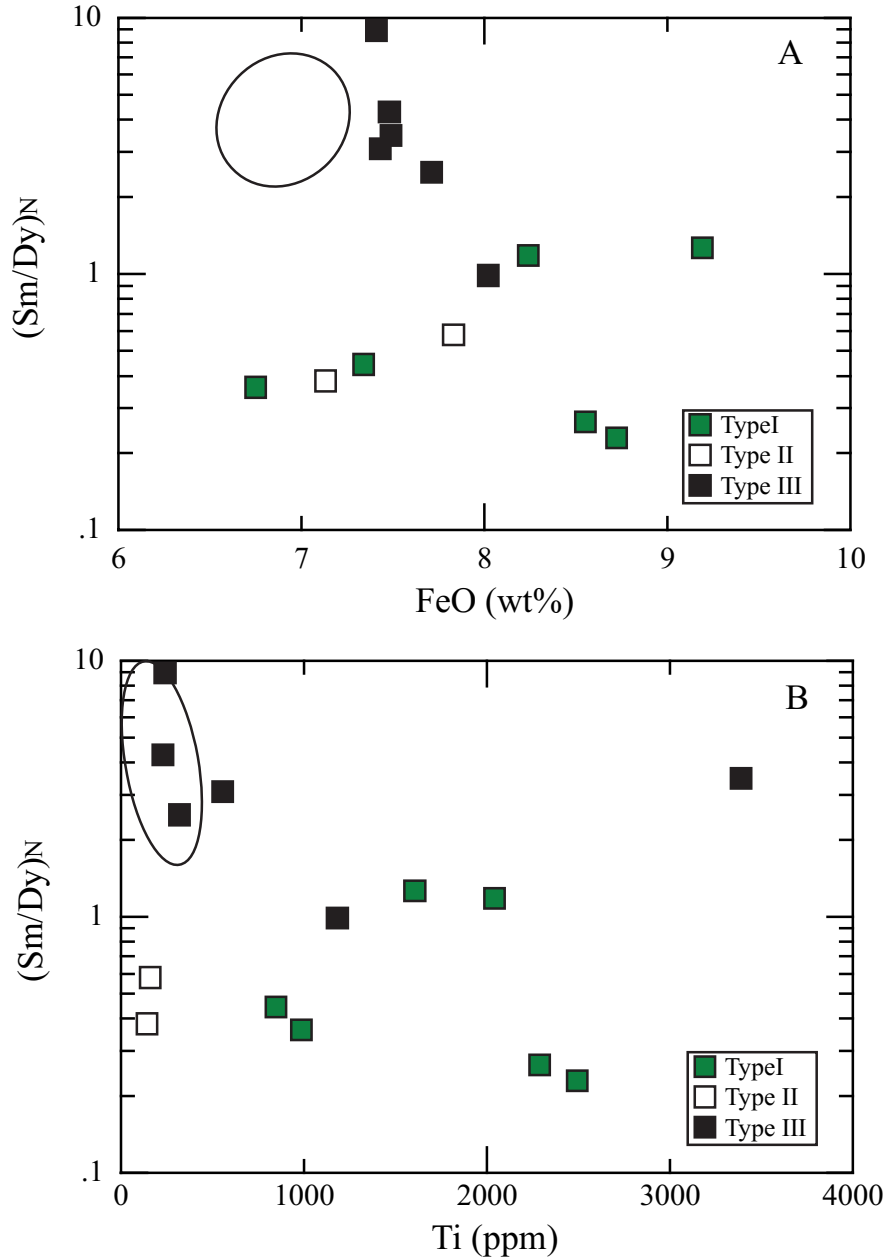 10
A
1
(Sm/Dy)N
TypeI
Type II
Type III
.1
6 7 8 9 10
FeO (wt%)
10
B
1
(Sm/Dy)N
TypeI
Type II
Type III
.1
0 1000 2000 3000 4000
Ti (ppm)